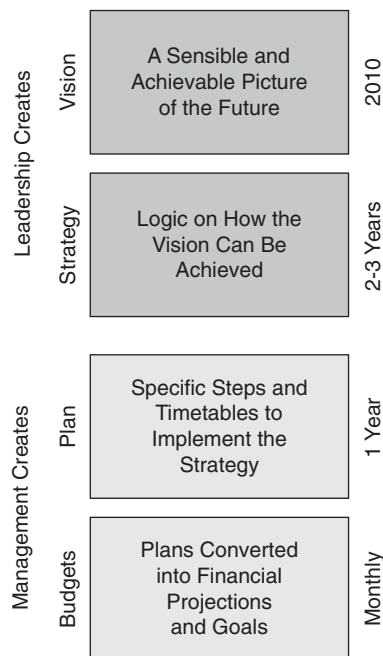 Leadership Creates
Vision
A Sensible and
Achievable Picture
of the Future
2010
Strategy
Logic on How the
Vision Can Be
Achieved
2-3 Years
Management Creates
Plan
Specific Steps and
Timetables to
Implement the
Strategy
1 Year
Budgets
Plans Converted
into Financial
Projections
and Goals
Monthly